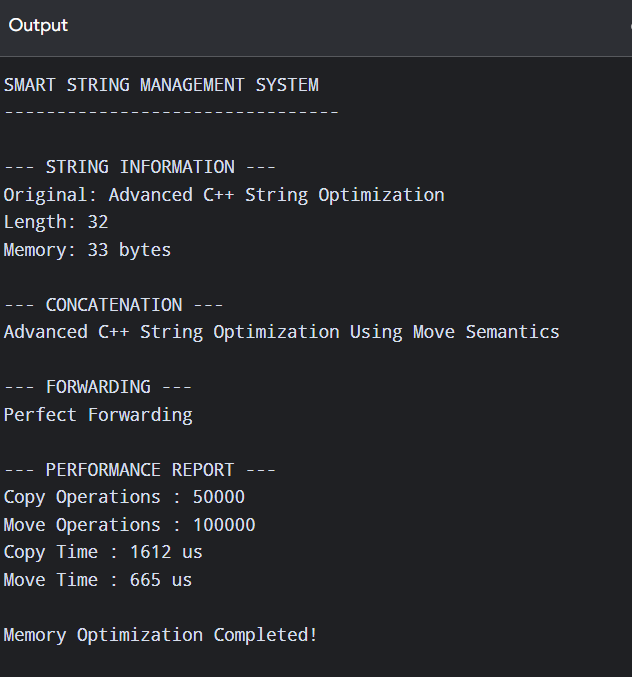 Output
SMART STRING MANAGEMENT SYSTEM
--------------------------------
--- STRING INFORMATION ---
Original: Advanced C++ String Optimization
Length: 32
Memory: 33 bytes
--- CONCATENATION ---
Advanced C++ String Optimization Using Move Semantics
--- FORWARDING ---
Perfect Forwarding
--- PERFORMANCE REPORT ---
Copy Operations : 50000
Move Operations : 100000
Copy Time : 1612 us
Move Time : 665 us
Memory Optimization Completed!